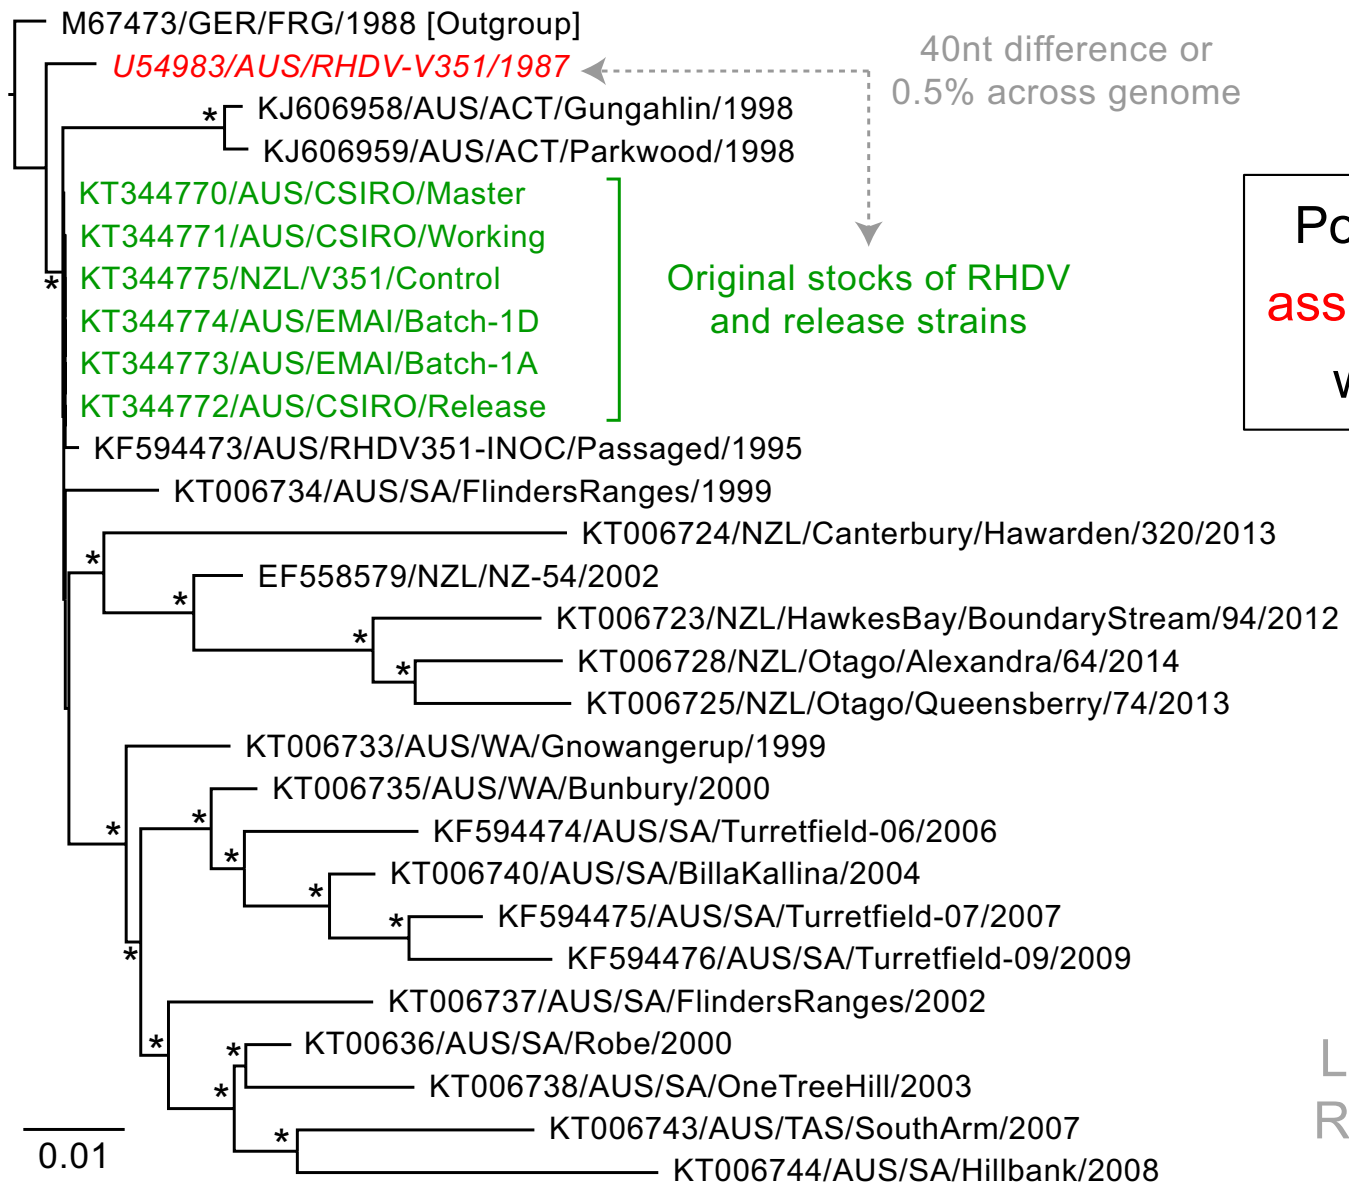 M67473/GER/FRG/1988 [Outgroup]
U54983/AUS/RHDV-V351/1987
40nt difference or
0.5% across genome
* KJ606958/AUS/ACT/Gungahlin/1998
KJ606959/AUS/ACT/Parkwood/1998
KT344770/AUS/CSIRO/Master
KT344771/AUS/CSIRO/Working
* KT344775/NZL/V351/Control
KT344774/AUS/EMAI/Batch-1D
KT344773/AUS/EMAI/Batch-1A
KT344772/AUS/CSIRO/Release
Original stocks of RHDV
and release strains
Po
ass
w
KF594473/AUS/RHDV351-INOC/Passaged/1995
KT006734/AUS/SA/FlindersRanges/1999
KT006724/NZL/Canterbury/Hawarden/320/2013
* EF558579/NZL/NZ-54/2002
*
KT006723/NZL/HawkesBay/BoundaryStream/94/2012
*
* KT006728/NZL/Otago/Alexandra/64/2014
KT006725/NZL/Otago/Queensberry/74/2013
KT006733/AUS/WA/Gnowangerup/1999
KT006735/AUS/WA/Bunbury/2000
* * KF594474/AUS/SA/Turretfield-06/2006
*
KT006740/AUS/SA/BillaKallina/2004
*
* KF594475/AUS/SA/Turretfield-07/2007
* KF594476/AUS/SA/Turretfield-09/2009
KT006737/AUS/SA/FlindersRanges/2002
* * KT00636/AUS/SA/Robe/2000
* KT006738/AUS/SA/OneTreeHill/2003
* KT006743/AUS/TAS/SouthArm/2007
KT006744/AUS/SA/Hillbank/2008
0.01
L
R